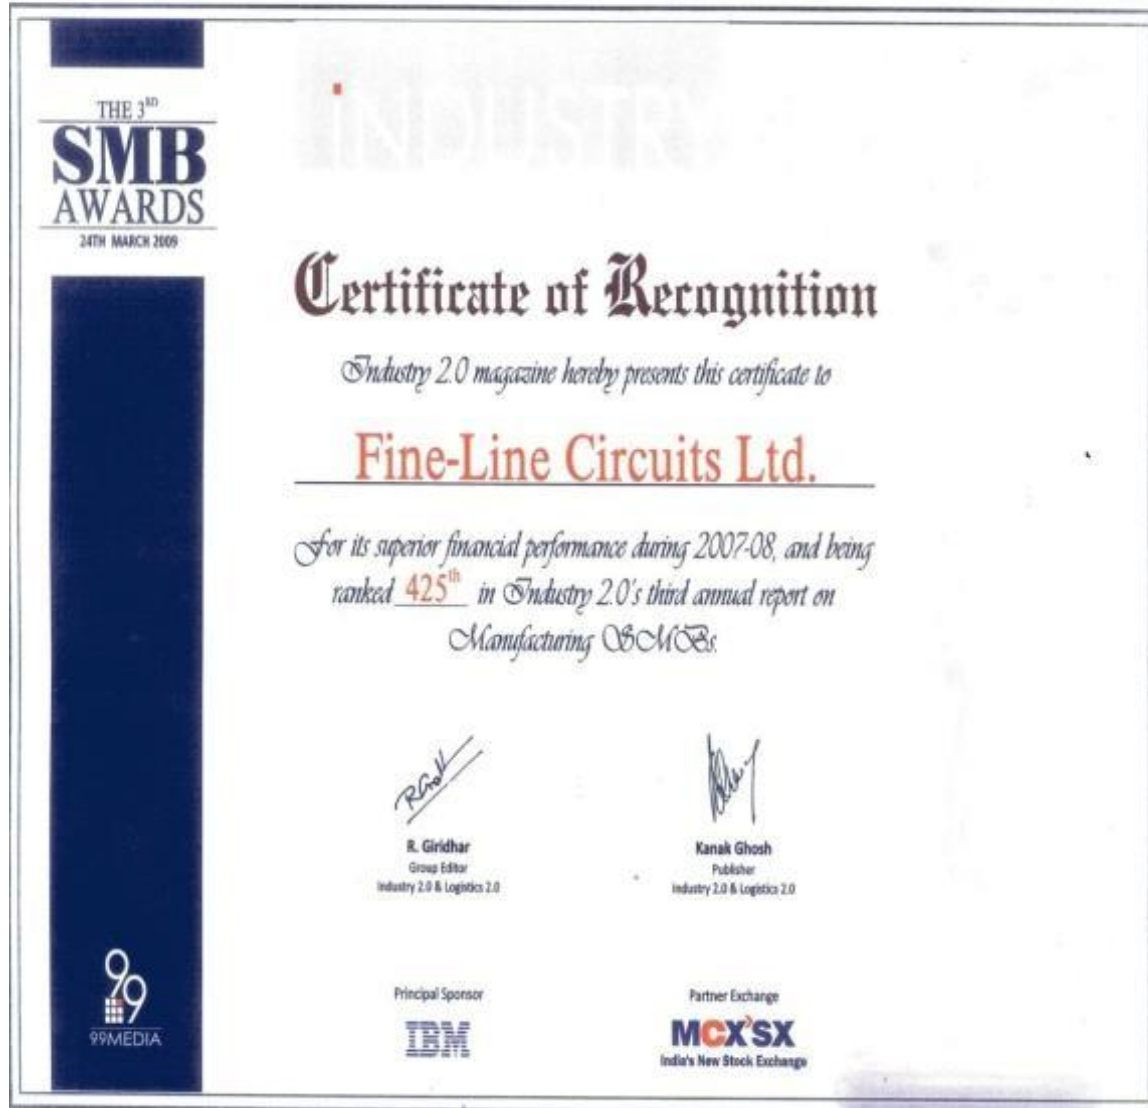 THE 3RD
SMB
AWARDS
24TH MARCH 2009
INDUSTRY
Certificate of Recognition
Industry 2.0 magazine hereby presents this certificate to
Fine-Line Circuits Ltd.
For its superior financial performance during 2007-08, and being
ranked 425th in Industry 2.0's third annual report on
Manufacturing SMBs.
R. Giridhar
Group Editor
Industry 2.0 & Logistics 2.0
Kanak Ghosh
Publisher
Industry 2.0 & Logistics 2.0
99
99MEDIA
Principal Sponsor
IBM
Partner Exchange
MCX'SX
India's New Stock Exchange